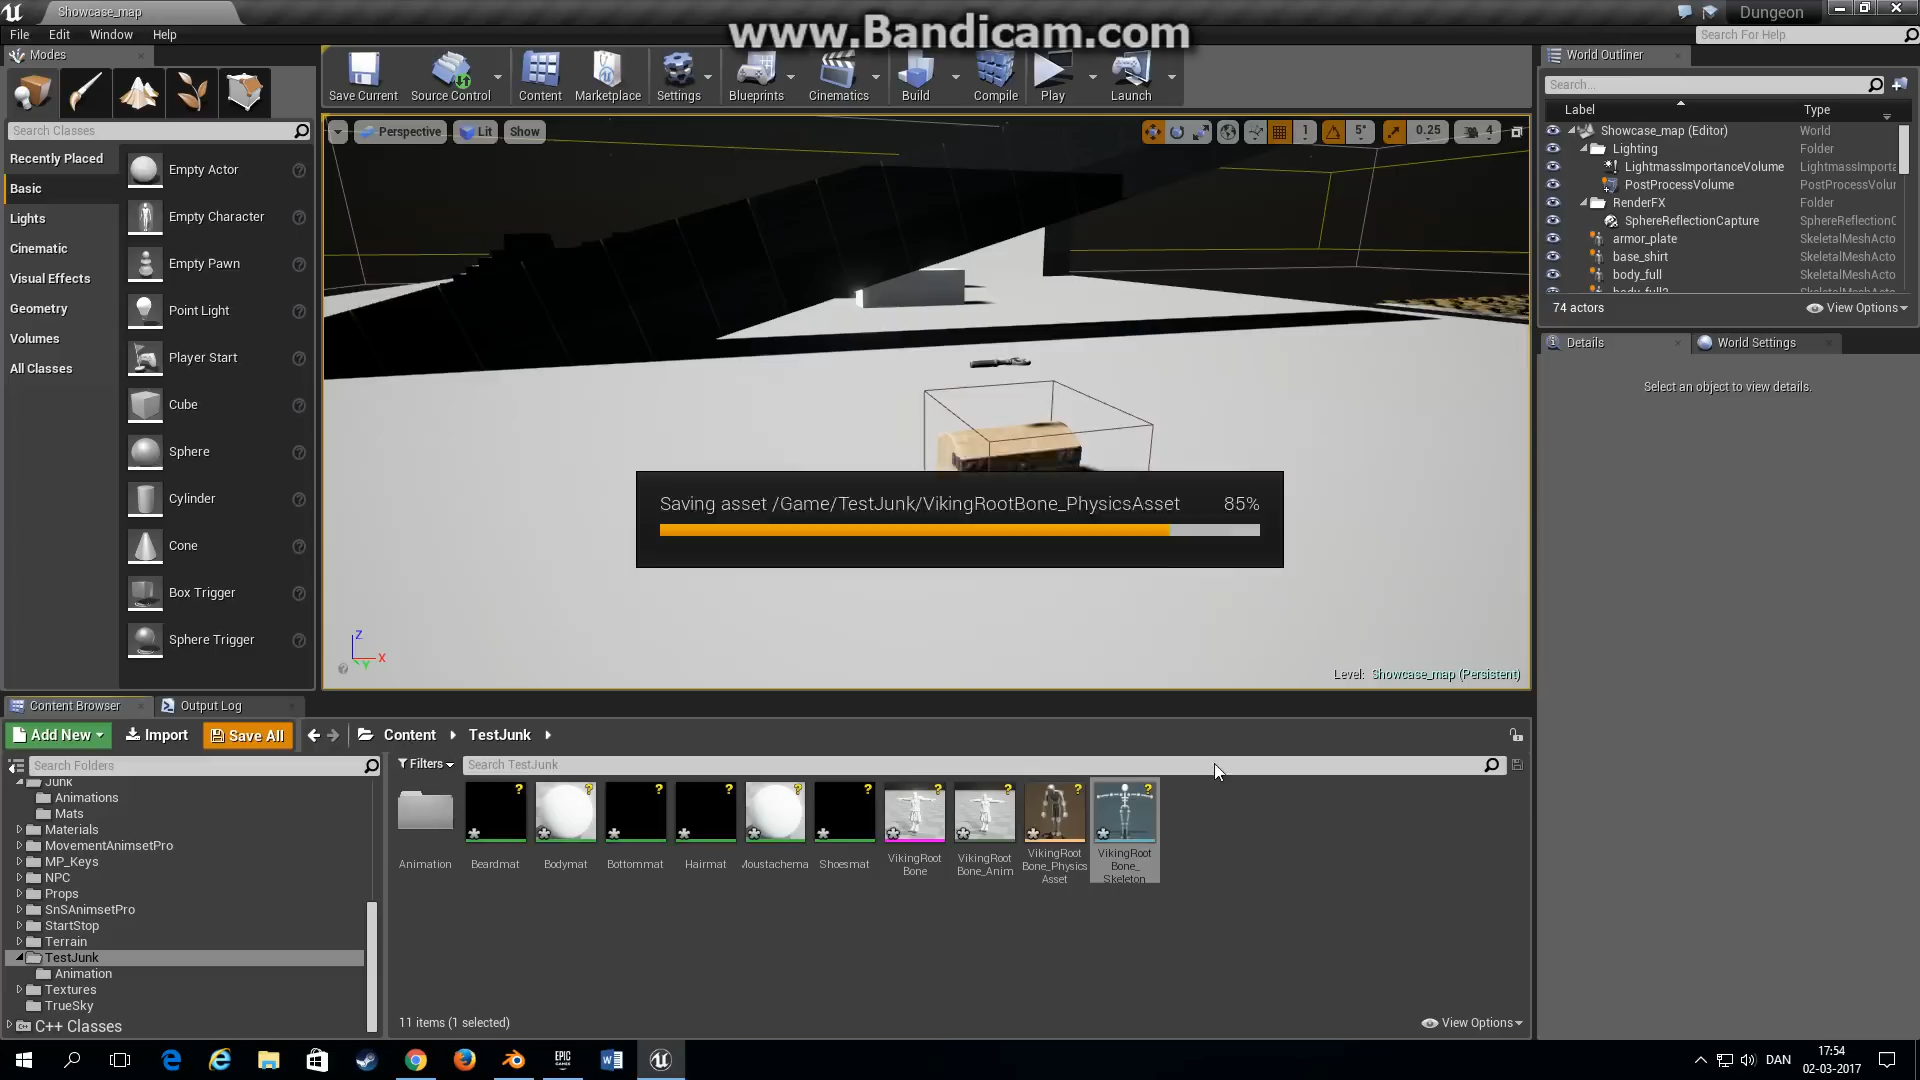 Showcase_map
www.Bandicam.com
Dungeon
File Edit Window Help
Search For Help
Modes
Save Current Source Control Content Marketplace Settings Blueprints Cinematics Build Compile Play Launch
World Outliner
Search...
Label Type
Search Classes
Perspective Lit Show
1 5° 0.25 4
Recently Placed
Basic
Lights
Cinematic
Visual Effects
Geometry
Volumes
All Classes
Empty Actor
Empty Character
Empty Pawn
Point Light
Player Start
Cube
Sphere
Cylinder
Cone
Box Trigger
Sphere Trigger
Showcase_map (Editor) World
Lighting Folder
LightmassImportanceVolume LightmassImporta
PostProcessVolume PostProcessVolur
RenderFX Folder
SphereReflectionCapture SphereReflectionC
armor_plate SkeletalMeshActo
base_shirt SkeletalMeshActo
body_full SkeletalMeshActo
body_full2 SkeletalMeshActo
74 actors View Options
Details World Settings
Select an object to view details.
Saving asset /Game/TestJunk/VikingRootBone_PhysicsAsset 85%
Z
X
Y
Level: Showcase_map (Persistent)
Content Browser Output Log
Add New Import Save All Content TestJunk
Search Folders
Filters Search TestJunk
Junk
Animations
Mats
Materials
MovementAnimsetPro
MP_Keys
NPC
Props
SnSAnimsetPro
StartStop
Terrain
TestJunk
Animation
Textures
TrueSky
C++ Classes
Animation
Beardmat
Bodymat
Bottommat
Hairmat
Moustachema
Shoesmat
VikingRoot
Bone
VikingRoot
Bone_Anim
VikingRoot
Bone_Physics
Asset
VikingRoot
Bone_
Skeleton
11 items (1 selected)
View Options
EPIC
GAMES
DAN
17:54
02-03-2017